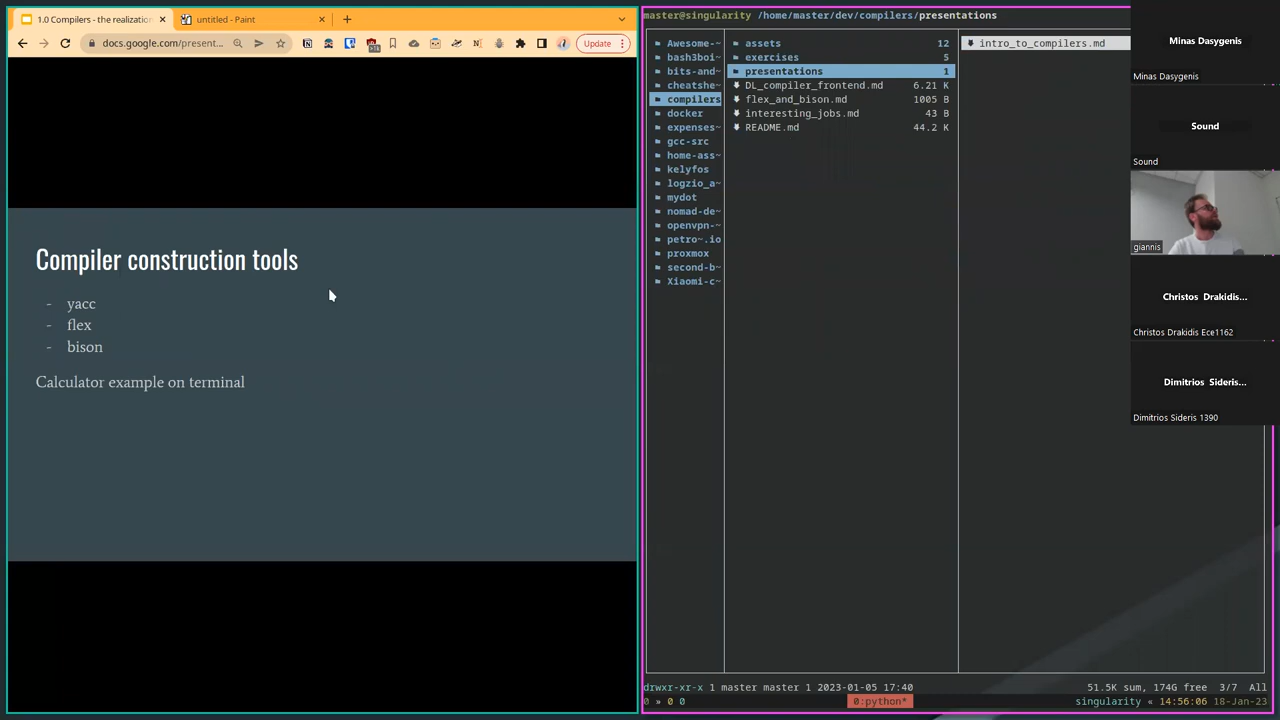 1.0 Compilers - the realization
untitled - Paint
docs.google.com/present...
Update
Compiler construction tools
- yacc
- flex
- bison
Calculator example on terminal
master@singularity /home/master/dev/compilers/presentations
Awesome-~
bash3boi~
bits-and~
cheatshe~
compilers
docker
expenses~
gcc-src
home-ass~
kelyfos
logzio_a~
mydot
nomad-de~
openvpn-~
petro~.io
proxmox
second-b~
Xiaomi-c~
assets 12
exercises 5
presentations 1
DL_compiler_frontend.md 6.21 K
flex_and_bison.md 1005 B
interesting_jobs.md 43 B
README.md 44.2 K
intro_to_compilers.md
drwxr-xr-x 1 master master 1 2023-01-05 17:40 51.5K sum, 174G free 3/7 All
0 » 0 0 0:python* singularity « 14:56:06 18-Jan-23
Minas Dasygenis
Minas Dasygenis
Sound
Sound
giannis
Christos Drakidis...
Christos Drakidis Ece1162
Dimitrios Sideris...
Dimitrios Sideris 1390